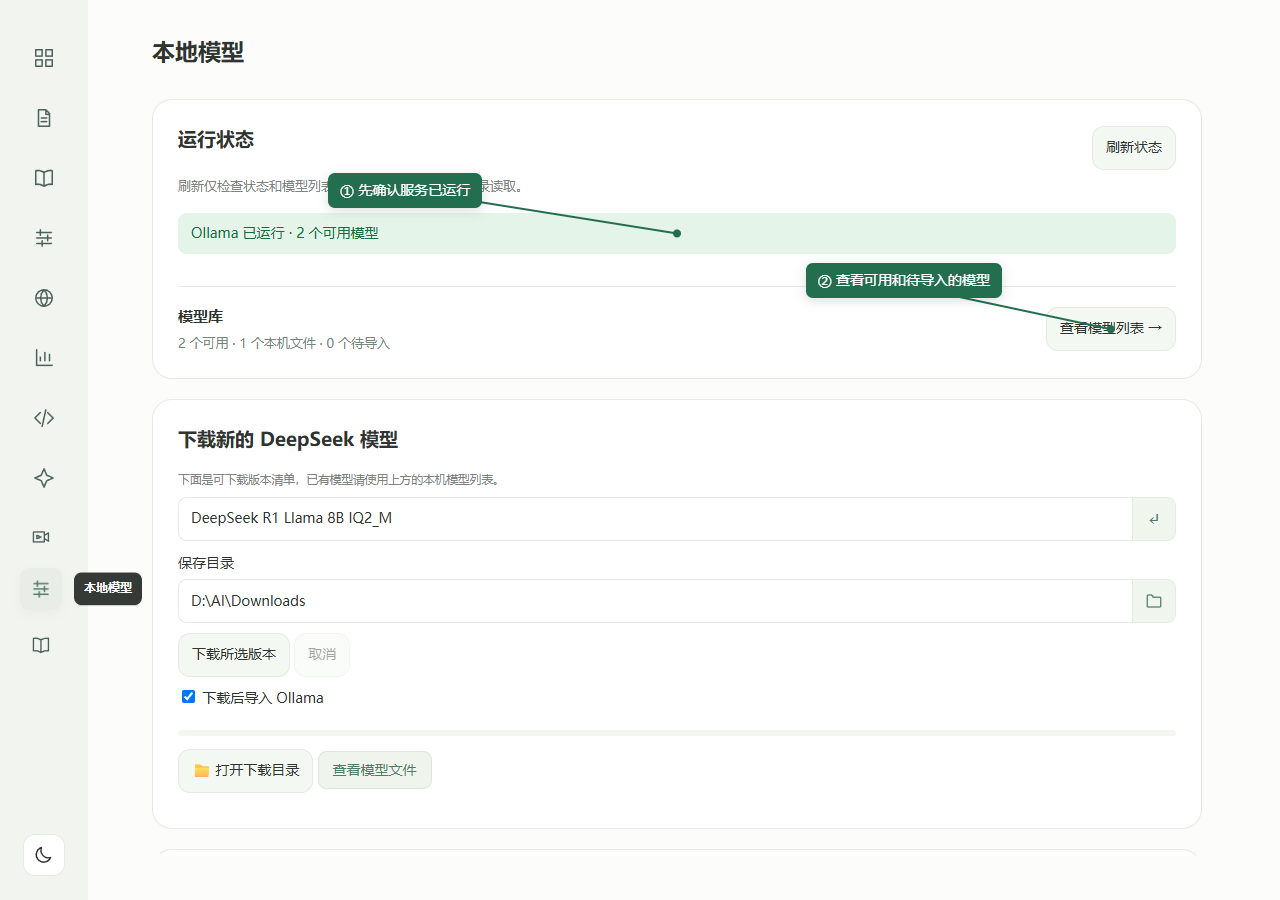 本地模型
运行状态
刷新状态
刷新仅检查状态和模型列表
录读取。
① 先确认服务已运行
Ollama 已运行 · 2 个可用模型
② 查看可用和待导入的模型
模型库
2 个可用 · 1 个本机文件 · 0 个待导入
查看模型列表 →
下载新的 DeepSeek 模型
下面是可下载版本清单，已有模型请使用上方的本机模型列表。
DeepSeek R1 Llama 8B IQ2_M
保存目录
本地模型
D:\AI\Downloads
下载所选版本
取消
下载后导入 Ollama
打开下载目录
查看模型文件